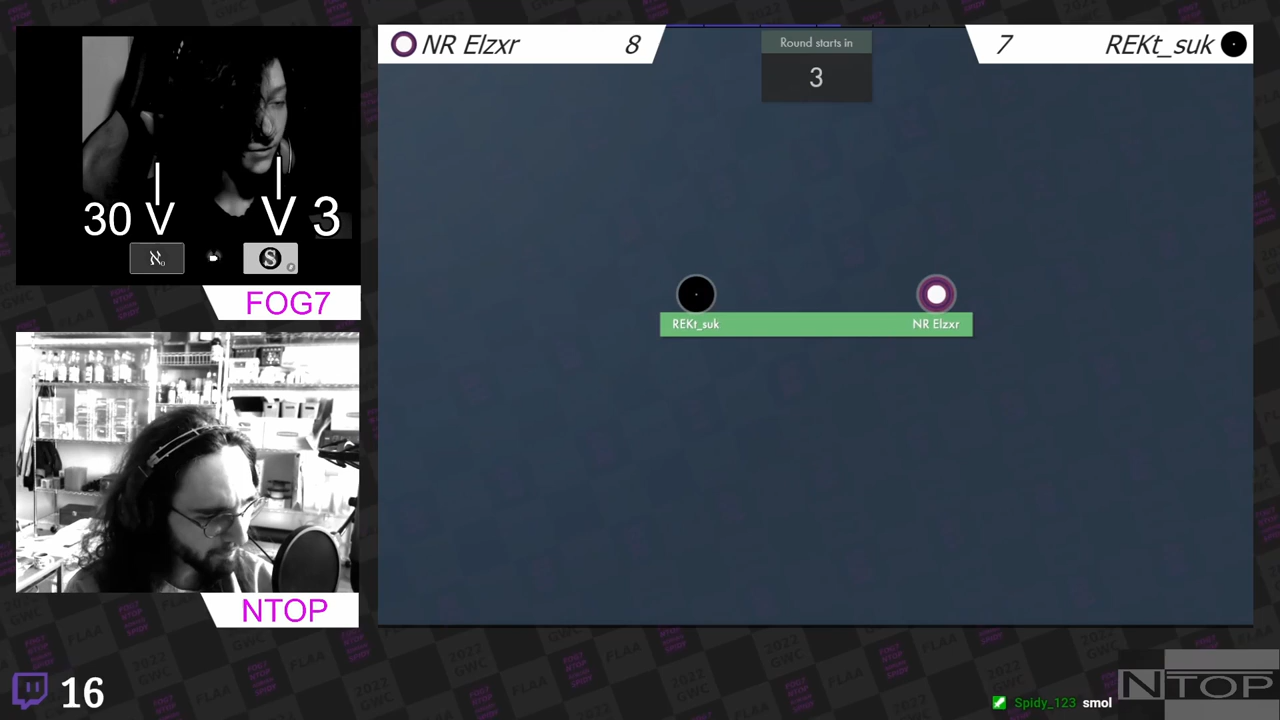 NR Elzxr 8
Round starts in
3
7 REKt_suk
30 V V 3
ℵ₀ S
FOG7
REKt_suk NR Elzxr
NTOP
16
Spidy_123 smol
NTOP